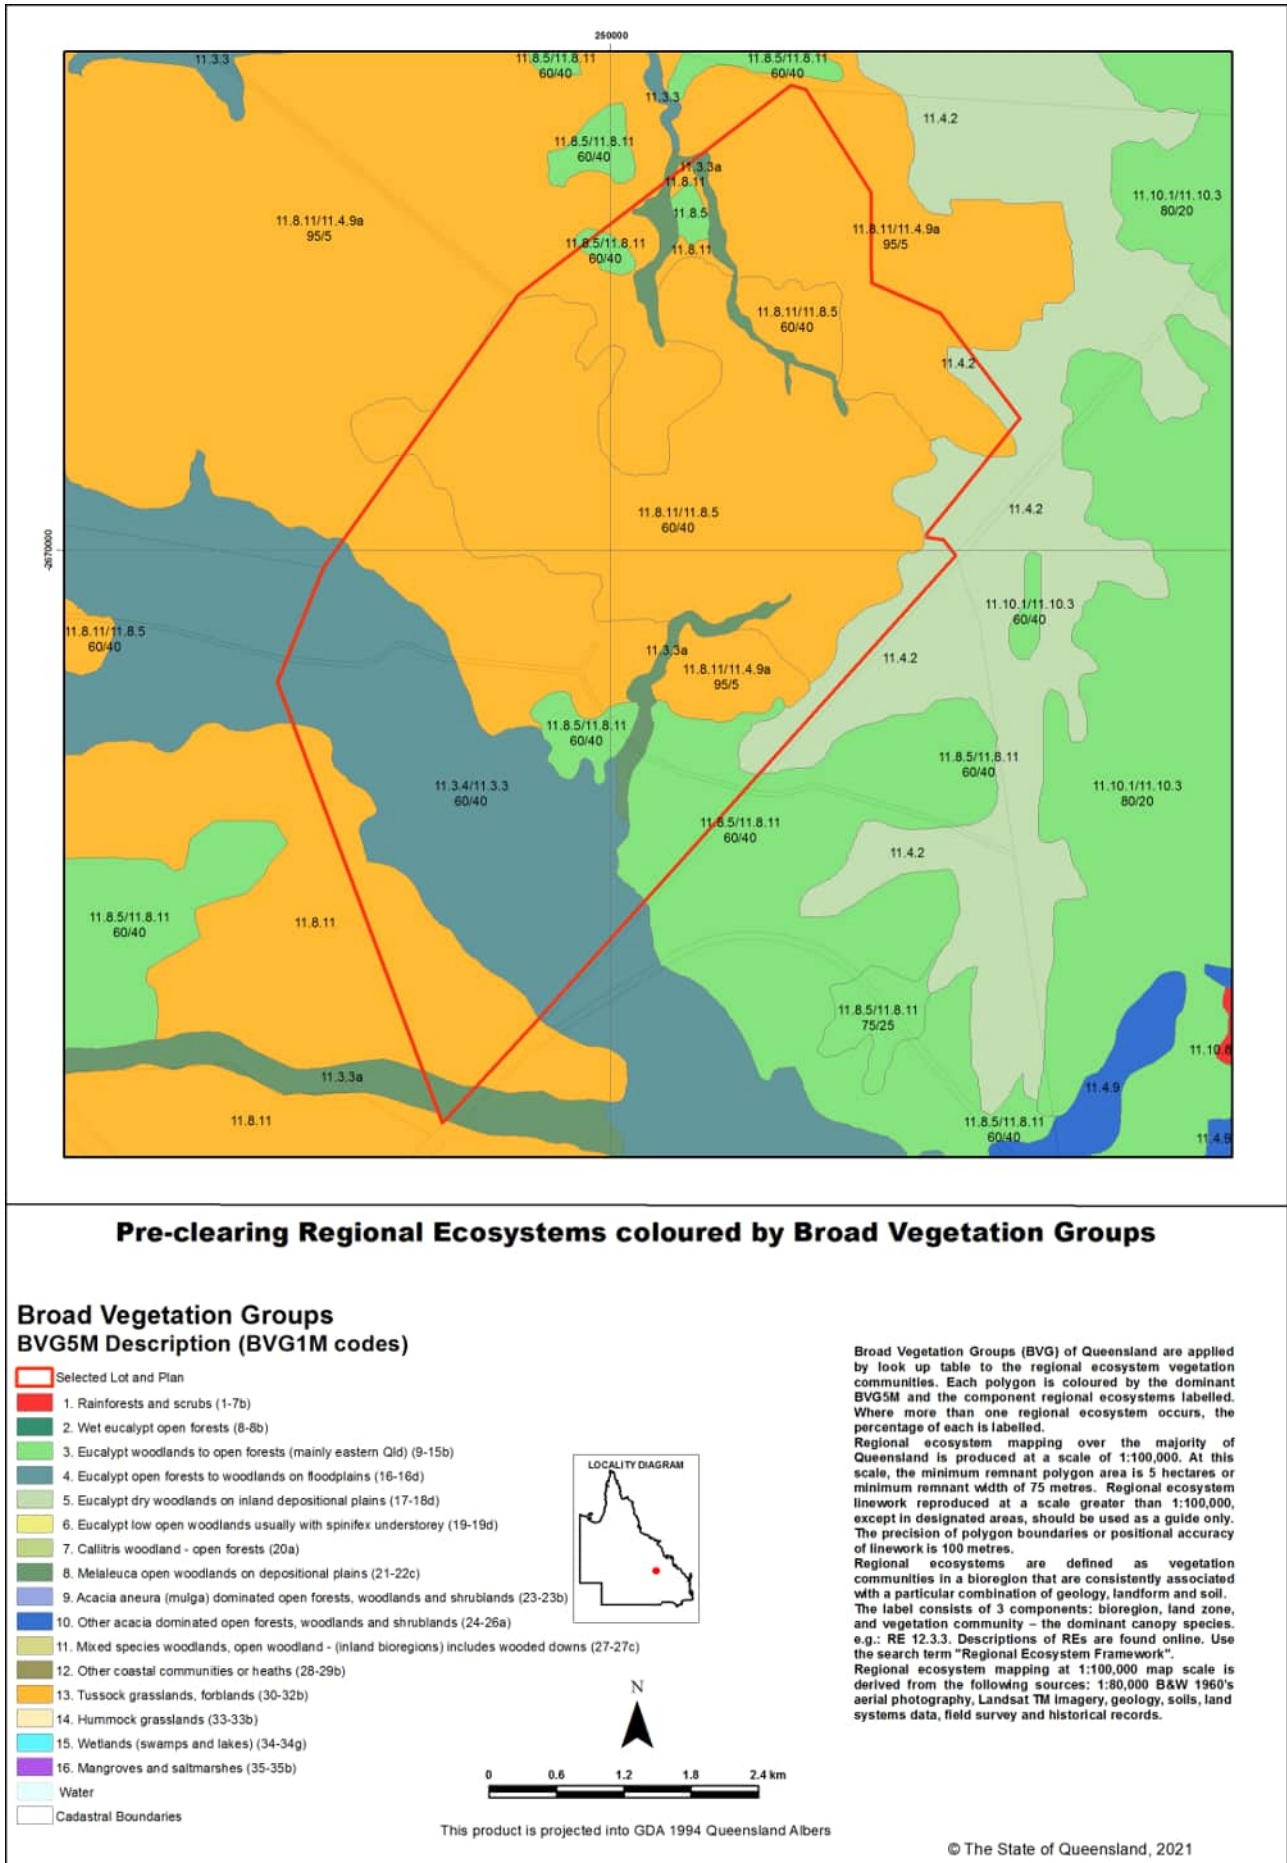 250000
11.3.3
11.8.5/11.8.11
60/40
11.8.5/11.8.11
60/40
11.3.3
11.4.2
11.8.5/11.8.11
60/40
11.3.3a
11.8.11
11.10.1/11.10.3
80/20
11.8.5
11.8.11/11.4.9a
95/5
11.8.5/11.8.11
60/40
11.8.11
11.8.11/11.4.9a
95/5
11.8.11/11.8.5
60/40
11.4.2
11.8.11/11.8.5
60/40
11.4.2
-2670000
11.10.1/11.10.3
60/40
11.8.11/11.8.5
60/40
11.3.3a
11.4.2
11.8.11/11.4.9a
95/5
11.8.5/11.8.11
60/40
11.8.5/11.8.11
60/40
11.3.4/11.3.3
60/40
11.10.1/11.10.3
80/20
11.8.5/11.8.11
60/40
11.4.2
11.8.5/11.8.11
60/40
11.8.11
11.8.5/11.8.11
75/25
11.10.8
11.3.3a
11.4.9
11.8.11
11.8.5/11.8.11
60/40
11.4.9
Pre-clearing Regional Ecosystems coloured by Broad Vegetation Groups
Broad Vegetation Groups
BVG5M Description (BVG1M codes)
Selected Lot and Plan
1. Rainforests and scrubs (1-7b)
2. Wet eucalypt open forests (8-8b)
3. Eucalypt woodlands to open forests (mainly eastern Qld) (9-15b)
4. Eucalypt open forests to woodlands on floodplains (16-16d)
5. Eucalypt dry woodlands on inland depositional plains (17-18d)
6. Eucalypt low open woodlands usually with spinifex understorey (19-19d)
7. Callitris woodland - open forests (20a)
8. Melaleuca open woodlands on depositional plains (21-22c)
9. Acacia aneura (mulga) dominated open forests, woodlands and shrublands (23-23b)
10. Other acacia dominated open forests, woodlands and shrublands (24-26a)
11. Mixed species woodlands, open woodland - (inland bioregions) includes wooded downs (27-27c)
12. Other coastal communities or heaths (28-29b)
13. Tussock grasslands, forblands (30-32b)
14. Hummock grasslands (33-33b)
15. Wetlands (swamps and lakes) (34-34g)
16. Mangroves and saltmarshes (35-35b)
Water
Cadastral Boundaries
LOCALITY DIAGRAM
N
0 0.6 1.2 1.8 2.4 km
This product is projected into GDA 1994 Queensland Albers
Broad Vegetation Groups (BVG) of Queensland are applied
by look up table to the regional ecosystem vegetation
communities. Each polygon is coloured by the dominant
BVG5M and the component regional ecosystems labelled.
Where more than one regional ecosystem occurs, the
percentage of each is labelled.
Regional ecosystem mapping over the majority of
Queensland is produced at a scale of 1:100,000. At this
scale, the minimum remnant polygon area is 5 hectares or
minimum remnant width of 75 metres. Regional ecosystem
linework reproduced at a scale greater than 1:100,000,
except in designated areas, should be used as a guide only.
The precision of polygon boundaries or positional accuracy
of linework is 100 metres.
Regional ecosystems are defined as vegetation
communities in a bioregion that are consistently associated
with a particular combination of geology, landform and soil.
The label consists of 3 components: bioregion, land zone,
and vegetation community – the dominant canopy species.
e.g.: RE 12.3.3. Descriptions of REs are found online. Use
the search term "Regional Ecosystem Framework".
Regional ecosystem mapping at 1:100,000 map scale is
derived from the following sources: 1:80,000 B&W 1960's
aerial photography, Landsat TM imagery, geology, soils, land
systems data, field survey and historical records.
© The State of Queensland, 2021